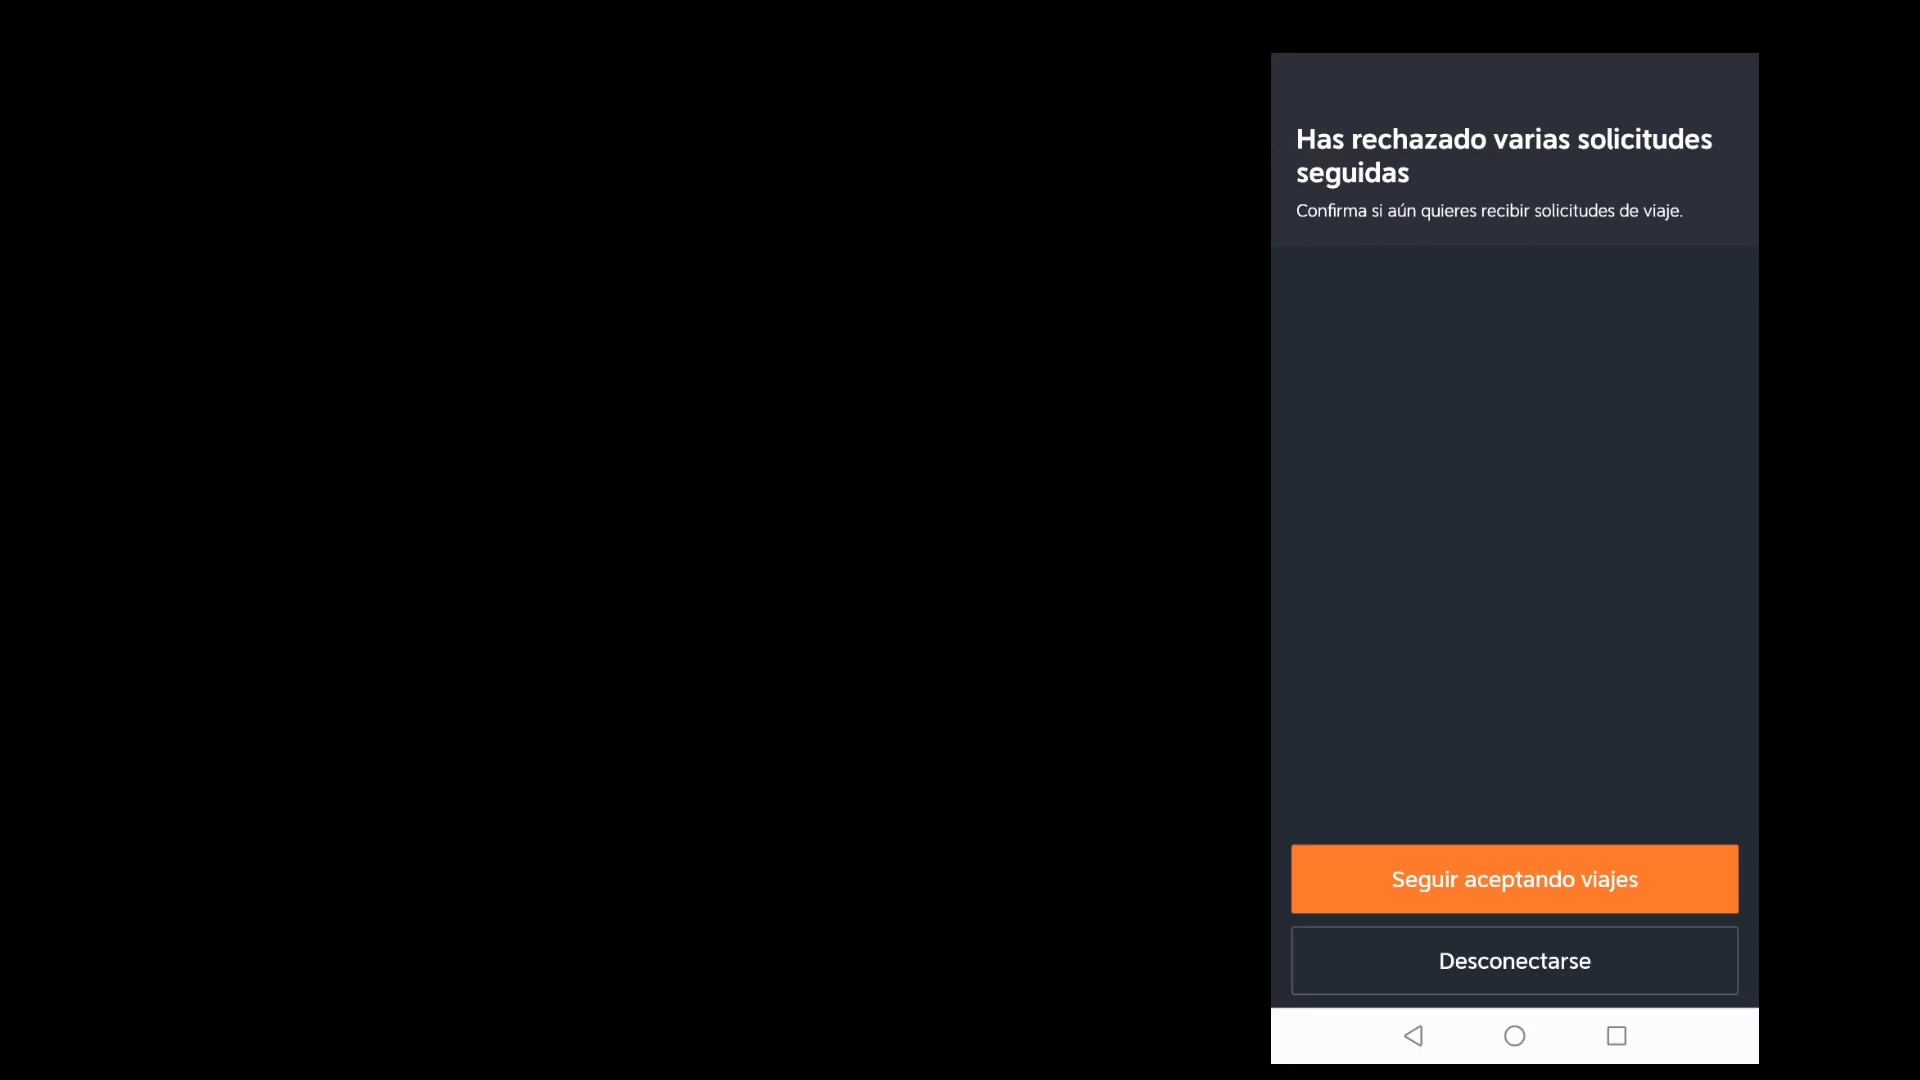 Has rechazado varias solicitudes
seguidas
Confirma si aún quieres recibir solicitudes de viaje.
Seguir aceptando viajes
Desconectarse